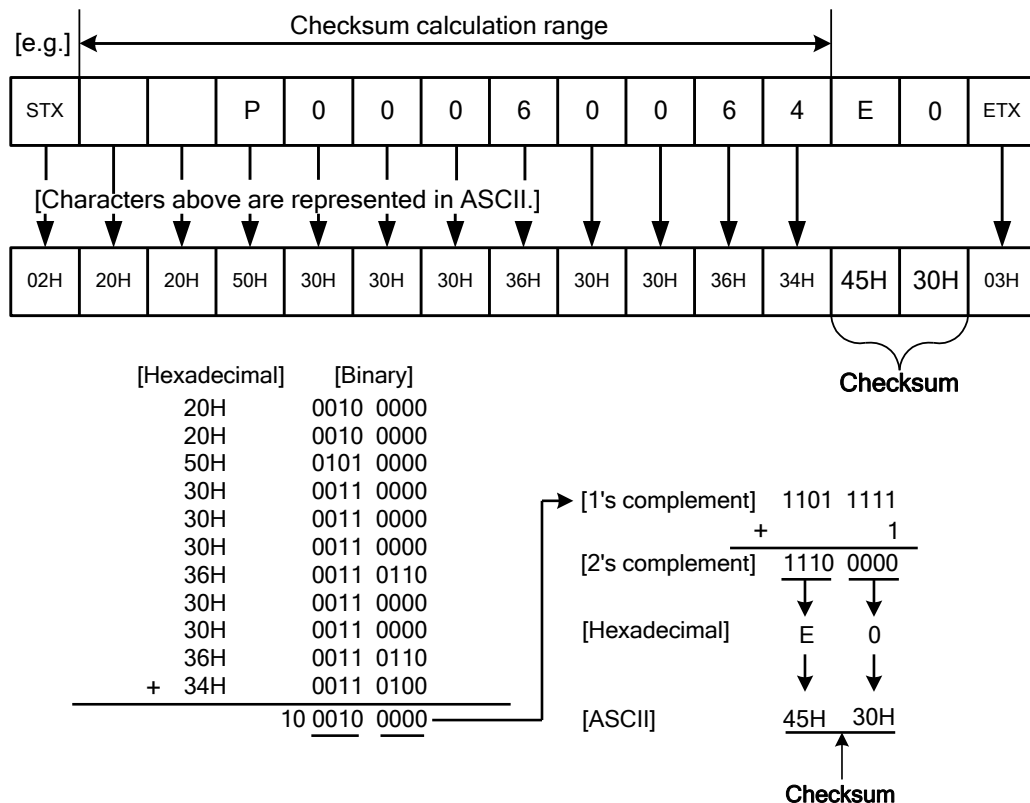 Checksum calculation range
[e.g.]
STX P 0 0 0 6 0 0 6 4 E 0 ETX
[Characters above are represented in ASCII.]
02H 20H 20H 50H 30H 30H 30H 36H 30H 30H 36H 34H 45H 30H 03H
Checksum
[Hexadecimal] [Binary]
20H 0010 0000
20H 0010 0000
50H 0101 0000
30H 0011 0000
30H 0011 0000
30H 0011 0000
36H 0011 0110
30H 0011 0000
30H 0011 0000
36H 0011 0110
+ 34H 0011 0100
10 0010 0000
[1's complement] 1101 1111
+ 1
[2's complement] 1110 0000
[Hexadecimal] E 0
[ASCII] 45H 30H
Checksum